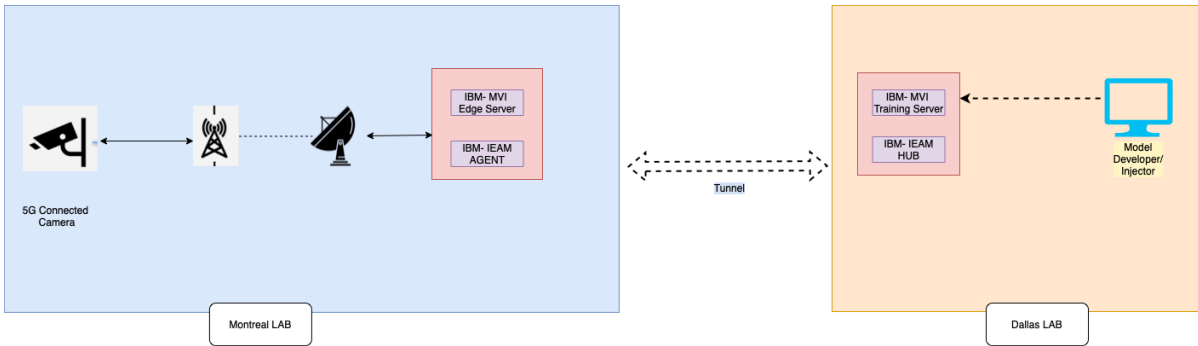 IBM- MVI
Edge Server
IBM- IEAM
AGENT
5G Connected
Camera
Montreal LAB
Tunnel
IBM- MVI
Training Server
IBM- IEAM
HUB
Model
Developer/
Injector
Dallas LAB